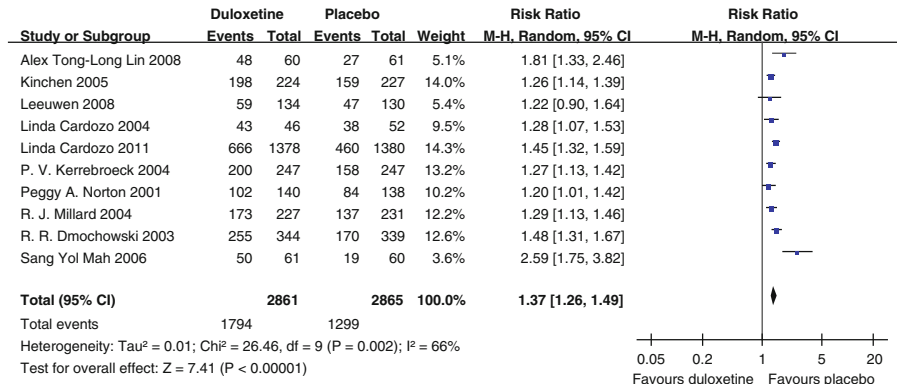 Duloxetine Placebo Risk Ratio Risk Ratio
Study or Subgroup Events Total Events Total Weight M-H, Random, 95% CI M-H, Random, 95% CI
Alex Tong-Long Lin 2008 48 60 27 61 5.1% 1.81 [1.33, 2.46]
Kinchen 2005 198 224 159 227 14.0% 1.26 [1.14, 1.39]
Leeuwen 2008 59 134 47 130 5.4% 1.22 [0.90, 1.64]
Linda Cardozo 2004 43 46 38 52 9.5% 1.28 [1.07, 1.53]
Linda Cardozo 2011 666 1378 460 1380 14.3% 1.45 [1.32, 1.59]
P. V. Kerrebroeck 2004 200 247 158 247 13.2% 1.27 [1.13, 1.42]
Peggy A. Norton 2001 102 140 84 138 10.2% 1.20 [1.01, 1.42]
R. J. Millard 2004 173 227 137 231 12.2% 1.29 [1.13, 1.46]
R. R. Dmochowski 2003 255 344 170 339 12.6% 1.48 [1.31, 1.67]
Sang Yol Mah 2006 50 61 19 60 3.6% 2.59 [1.75, 3.82]
Total (95% CI) 2861 2865 100.0% 1.37 [1.26, 1.49]
Total events 1794 1299
Heterogeneity: Tau² = 0.01; Chi² = 26.46, df = 9 (P = 0.002); I² = 66%
Test for overall effect: Z = 7.41 (P < 0.00001)
0.05 0.2 1 5 20
Favours duloxetine Favours placebo